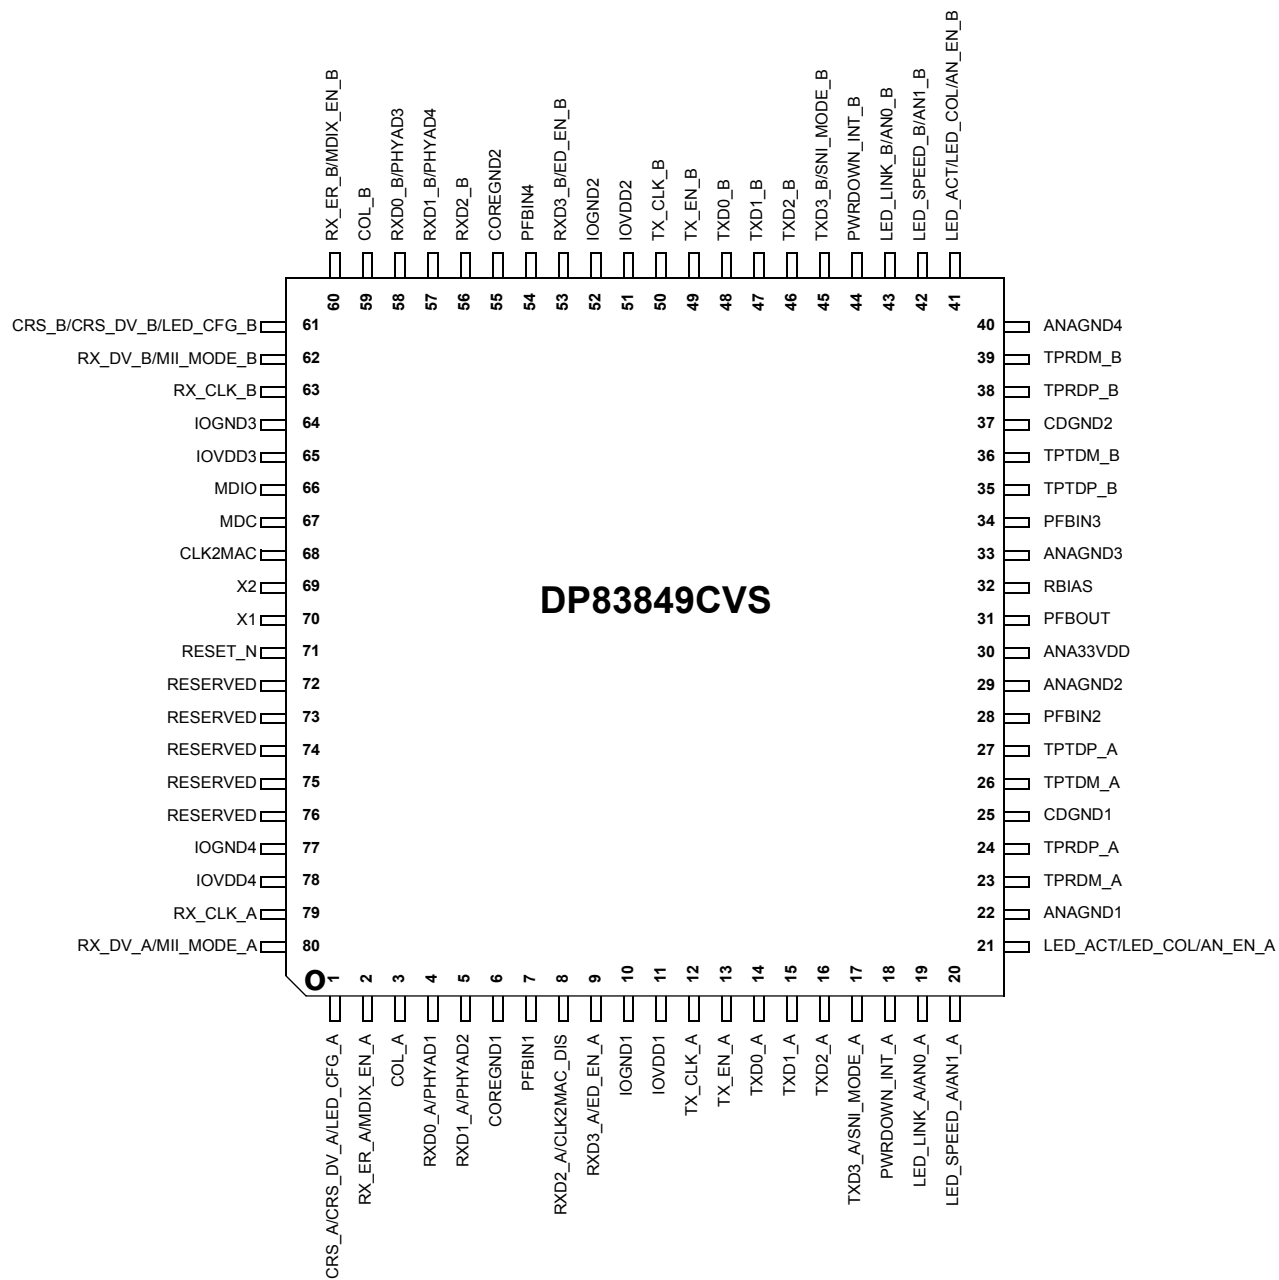 RX_ER_B/MDIX_EN_B
COL_B
RXD0_B/PHYAD3
RXD1_B/PHYAD4
RXD2_B
COREGND2
PFBIN4
RXD3_B/ED_EN_B
IOGND2
IOVDD2
TX_CLK_B
TX_EN_B
TXD0_B
TXD1_B
TXD2_B
TXD3_B/SNI_MODE_B
PWRDOWN_INT_B
LED_LINK_B/AN0_B
LED_SPEED_B/AN1_B
LED_ACT/LED_COL/AN_EN_B
60
59
58
57
56
55
54
53
52
51
50
49
48
47
46
45
44
43
42
41
CRS_B/CRS_DV_B/LED_CFG_B 61
RX_DV_B/MII_MODE_B 62
RX_CLK_B 63
IOGND3 64
IOVDD3 65
MDIO 66
MDC 67
CLK2MAC 68
X2 69
X1 70
RESET_N 71
RESERVED 72
RESERVED 73
RESERVED 74
RESERVED 75
RESERVED 76
IOGND4 77
IOVDD4 78
RX_CLK_A 79
RX_DV_A/MII_MODE_A 80
DP83849CVS
40 ANAGND4
39 TPRDM_B
38 TPRDP_B
37 CDGND2
36 TPTDM_B
35 TPTDP_B
34 PFBIN3
33 ANAGND3
32 RBIAS
31 PFBOUT
30 ANA33VDD
29 ANAGND2
28 PFBIN2
27 TPTDP_A
26 TPTDM_A
25 CDGND1
24 TPRDP_A
23 TPRDM_A
22 ANAGND1
21 LED_ACT/LED_COL/AN_EN_A
O
1
2
3
4
5
6
7
8
9
10
11
12
13
14
15
16
17
18
19
20
CRS_A/CRS_DV_A/LED_CFG_A
RX_ER_A/MDIX_EN_A
COL_A
RXD0_A/PHYAD1
RXD1_A/PHYAD2
COREGND1
PFBIN1
RXD2_A/CLK2MAC_DIS
RXD3_A/ED_EN_A
IOGND1
IOVDD1
TX_CLK_A
TX_EN_A
TXD0_A
TXD1_A
TXD2_A
TXD3_A/SNI_MODE_A
PWRDOWN_INT_A
LED_LINK_A/AN0_A
LED_SPEED_A/AN1_A